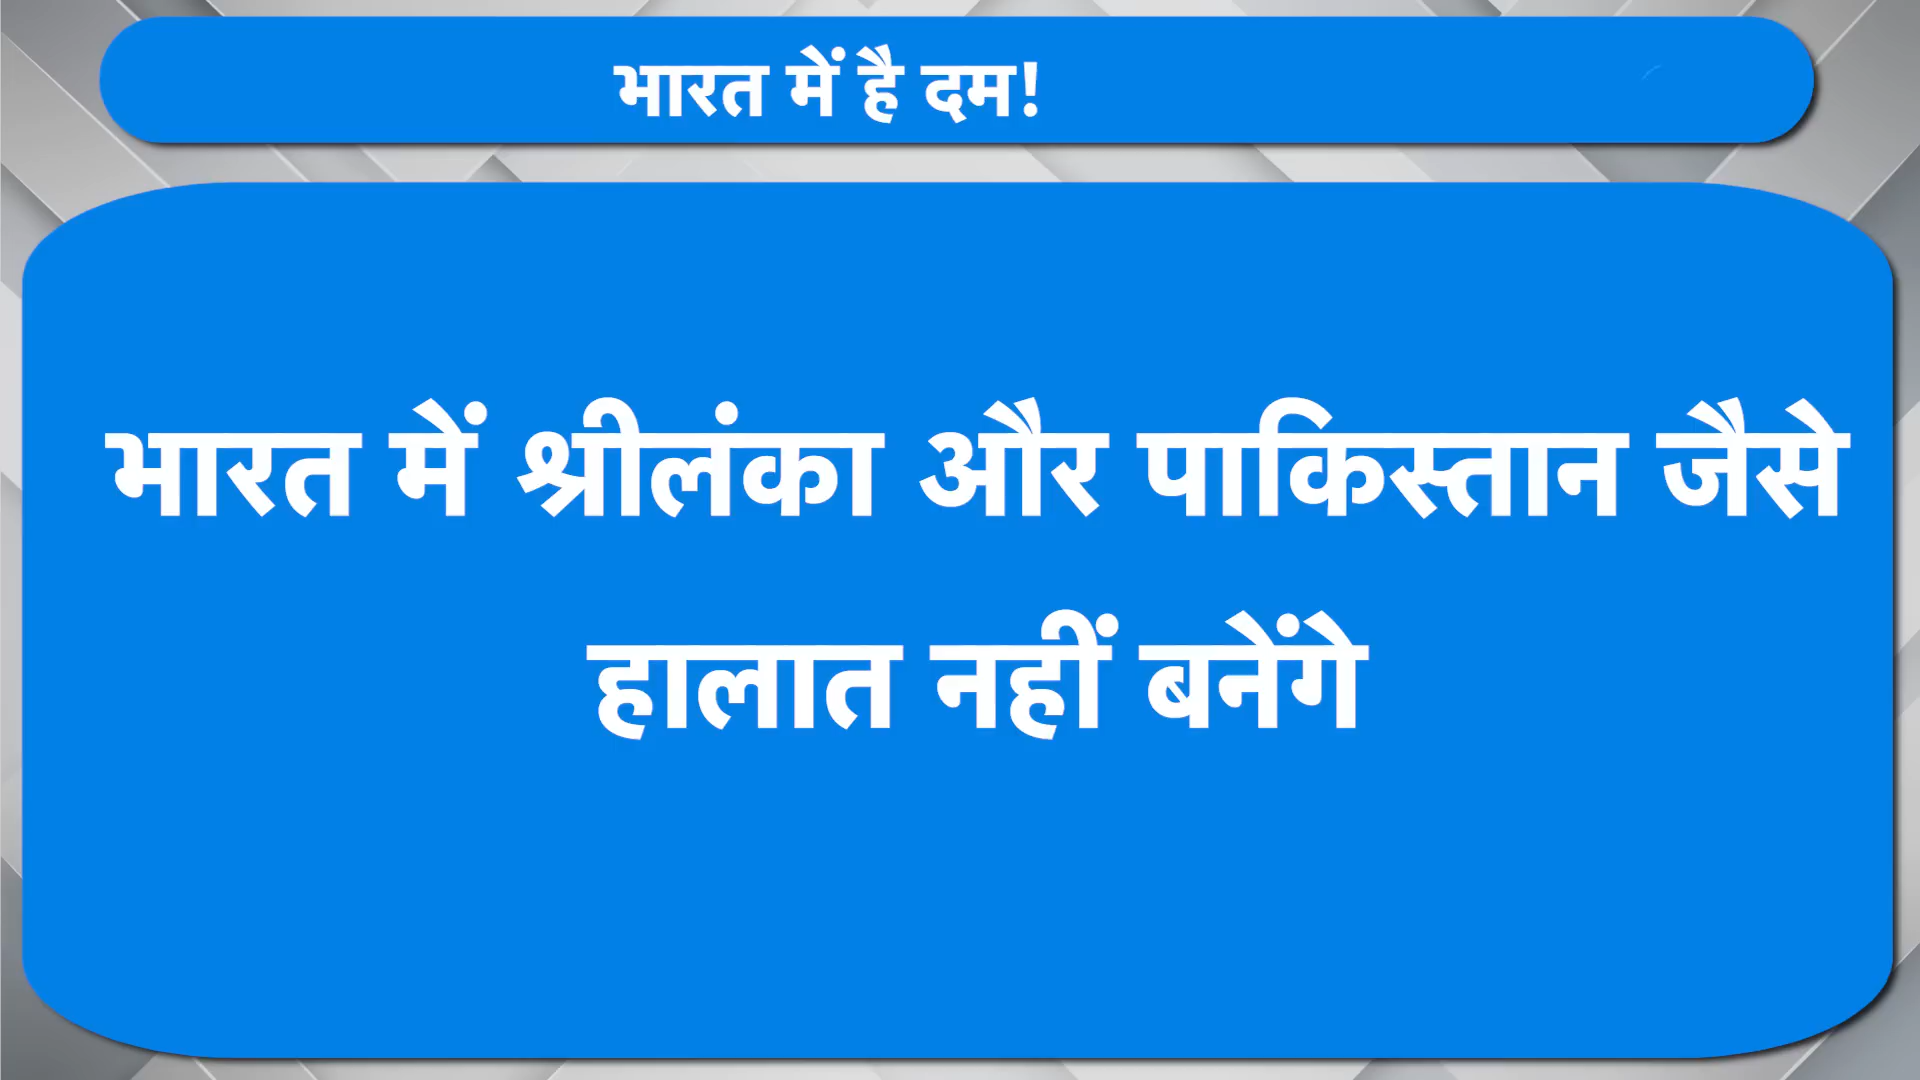 भारत में है दम!
भारत में श्रीलंका और पाकिस्तान जैसे
हालात नहीं बनेंगे